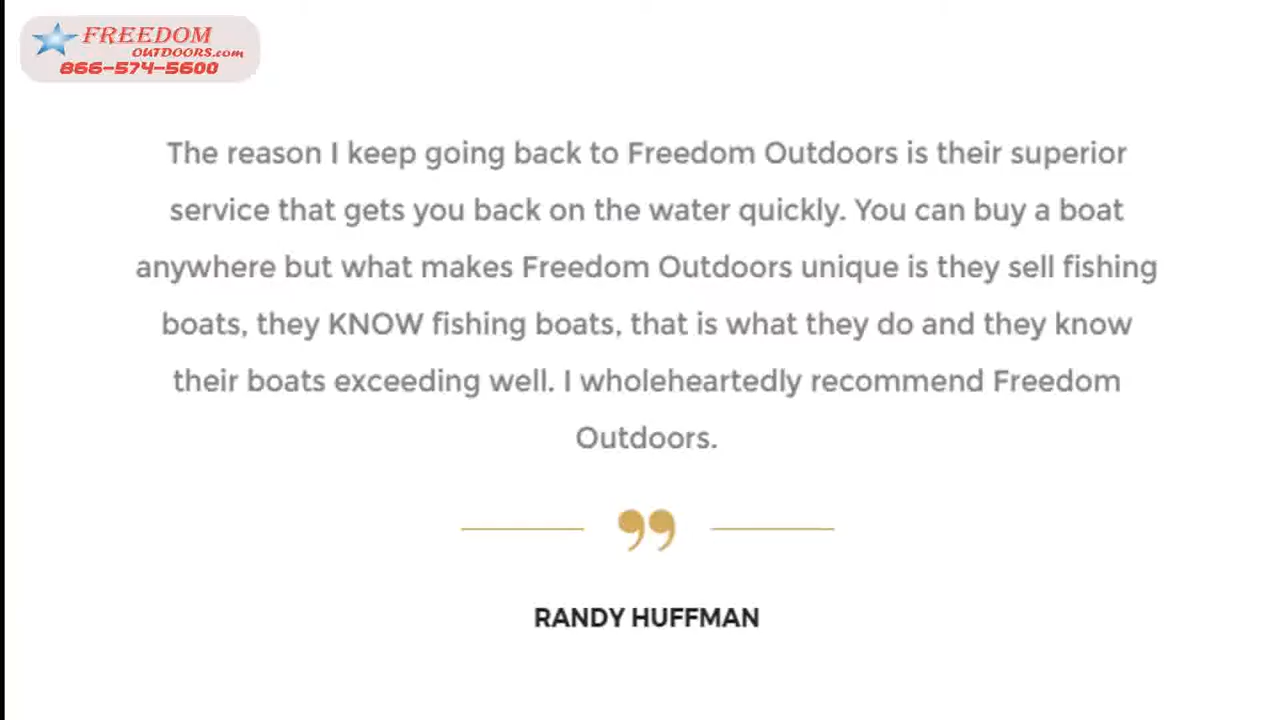 FREEDOM
OUTDOORS.com
866-574-5600
The reason I keep going back to Freedom Outdoors is their superior
service that gets you back on the water quickly. You can buy a boat
anywhere but what makes Freedom Outdoors unique is they sell fishing
boats, they KNOW fishing boats, that is what they do and they know
their boats exceeding well. I wholeheartedly recommend Freedom
Outdoors.
”
RANDY HUFFMAN